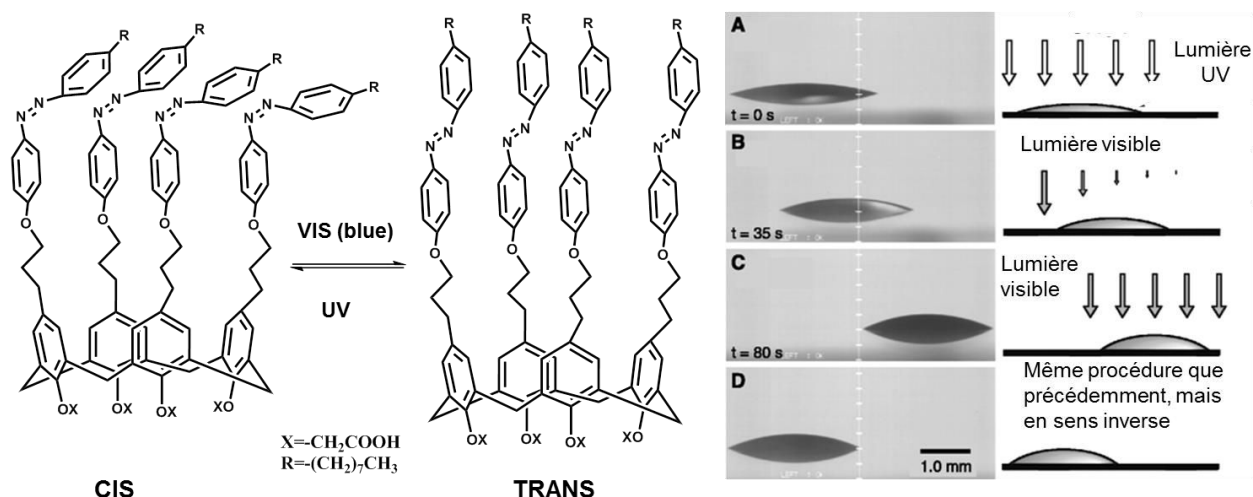 R
R
R
R
N
N
N
N
N
N
N
N
O
O
O
O
OX
OX
OX
XO
CIS
VIS (blue)
UV
X=-CH₂COOH
R=-(CH₂)₇CH₃
R
R
R
R
N
N
N
N
N
N
N
N
O
O
O
O
OX
OX
OX
XO
TRANS
A
t = 0 s
Lumière
UV
B
t = 35 s
Lumière visible
C
t = 80 s
Lumière
visible
D
1.0 mm
Même procédure que
précédemment, mais
en sens inverse